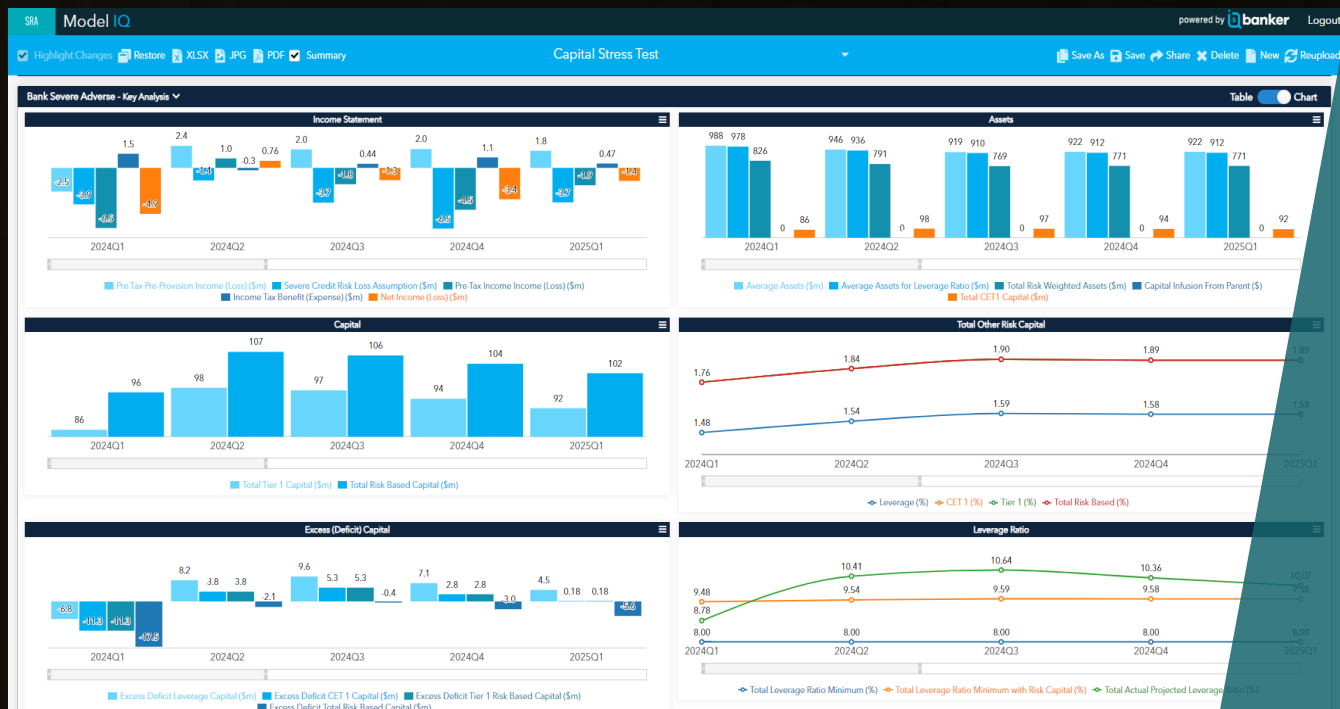 SRA Model IQ powered by banker Logout
Highlight Changes Restore XLSX JPG PDF Summary Capital Stress Test Save As Save Share Delete New Reupload
Bank Severe Adverse - Key Analysis Table Chart
Income Statement
2.4 2.0 2.0 1.8
1.5 1.0 -0.3 0.76 0.44 1.1 0.47
-2.5 -3.9 -6.5 -4.9 -1.4 -3.7 -1.8 -1.3 -6.5 -4.5 -3.4 -3.7 -1.9 -1.4
2024Q1 2024Q2 2024Q3 2024Q4 2025Q1
Pre-Tax Pre-Provision Income (Loss) ($m) Severe Credit Risk Loss Assumption ($m) Pre-Tax Income Income (Loss) ($m)
Income Tax Benefit (Expense) ($m) Net Income (Loss) ($m)
Assets
988 978 826 0 86 946 936 791 0 98 919 910 769 0 97 922 912 771 0 94 922 912 771 0 92
2024Q1 2024Q2 2024Q3 2024Q4 2025Q1
Average Assets ($m) Average Assets for Leverage Ratio ($m) Total Risk Weighted Assets ($m) Capital Infusion From Parent ($)
Total CET1 Capital ($m)
Capital
86 96 98 107 97 106 94 104 92 102
2024Q1 2024Q2 2024Q3 2024Q4 2025Q1
Total Tier 1 Capital ($m) Total Risk Based Capital ($m)
Total Other Risk Capital
1.76 1.84 1.90 1.89 1.89
1.48 1.54 1.59 1.58 1.58
2024Q1 2024Q2 2024Q3 2024Q4 2025Q1
Leverage (%) CET 1 (%) Tier 1 (%) Total Risk Based (%)
Excess (Deficit) Capital
-6.8 -11.3 -11.3 -17.5 8.2 3.8 3.8 -2.1 9.6 5.3 5.3 -0.4 7.1 2.8 2.8 -3.0 4.5 0.18 0.18 -5.6
2024Q1 2024Q2 2024Q3 2024Q4 2025Q1
Excess Deficit Leverage Capital ($m) Excess Deficit CET 1 Capital ($m) Excess Deficit Tier 1 Risk Based Capital ($m)
Excess Deficit Total Risk Based Capital ($m)
Leverage Ratio
8.78 10.41 10.64 10.36 10.07
9.48 9.54 9.59 9.58 9.58
8.00 8.00 8.00 8.00 8.00
2024Q1 2024Q2 2024Q3 2024Q4 2025Q1
Total Leverage Ratio Minimum (%) Total Leverage Ratio Minimum with Risk Capital (%) Total Actual Projected Leverage Ratio (%)